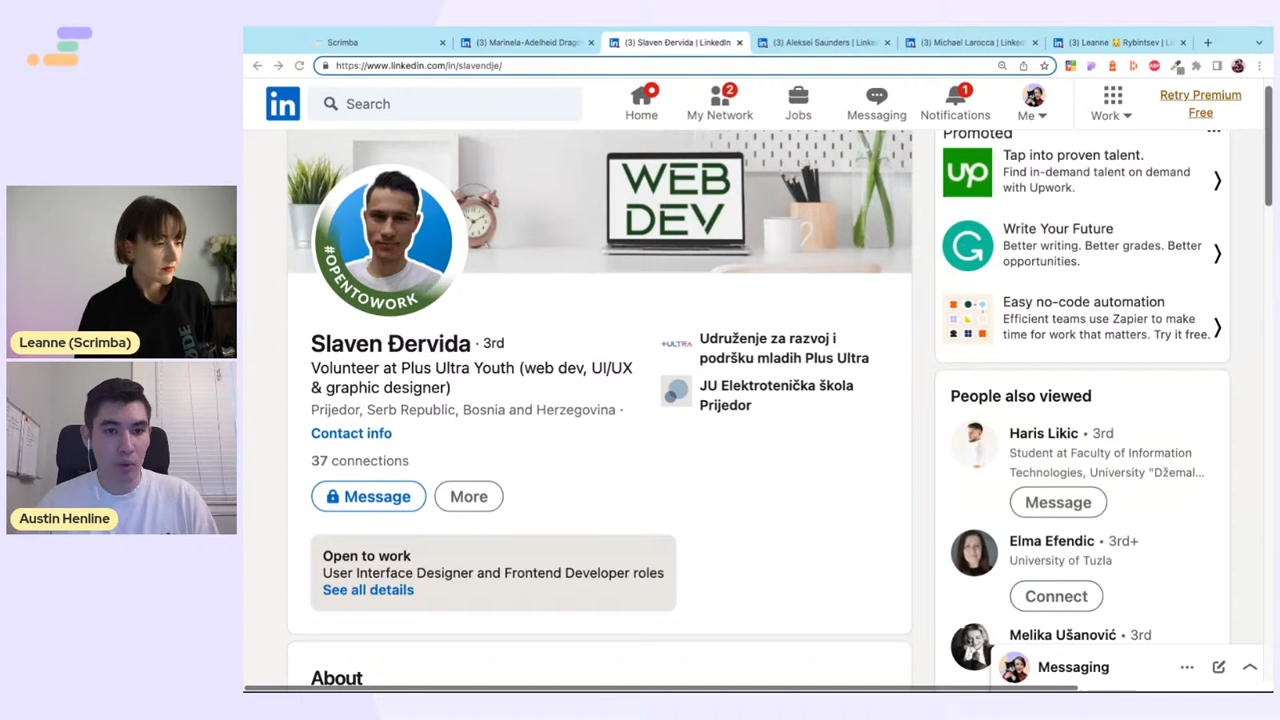 Scrimba
(3) Marinela-Adelheid Drago
(3) Slaven Đervida | LinkedIn
(3) Aleksei Saunders | Linke
(3) Michael Larocca | Linked
(3) Leanne Rybintsev | L
https://www.linkedin.com/in/slavendje/
in
Search
Home
2
My Network
Jobs
Messaging
1
Notifications
Me
Work
Retry Premium
Free
WEB
DEV
#OPENTOWORK
Slaven Đervida · 3rd
Volunteer at Plus Ultra Youth (web dev, UI/UX
& graphic designer)
Prijedor, Serb Republic, Bosnia and Herzegovina ·
Contact info
37 connections
Message
More
+ULTRA
Udruženje za razvoj i
podršku mladih Plus Ultra
JU Elektrotenička škola
Prijedor
Open to work
User Interface Designer and Frontend Developer roles
See all details
About
Promoted
up
Tap into proven talent.
Find in-demand talent on demand
with Upwork.
Write Your Future
Better writing. Better grades. Better
opportunities.
Easy no-code automation
Efficient teams use Zapier to make
time for work that matters. Try it free.
People also viewed
Haris Likic · 3rd
Student at Faculty of Information
Technologies, University "Džemal...
Message
Elma Efendic · 3rd+
University of Tuzla
Connect
Melika Ušanović · 3rd
Messaging
Leanne (Scrimba)
Austin Henline